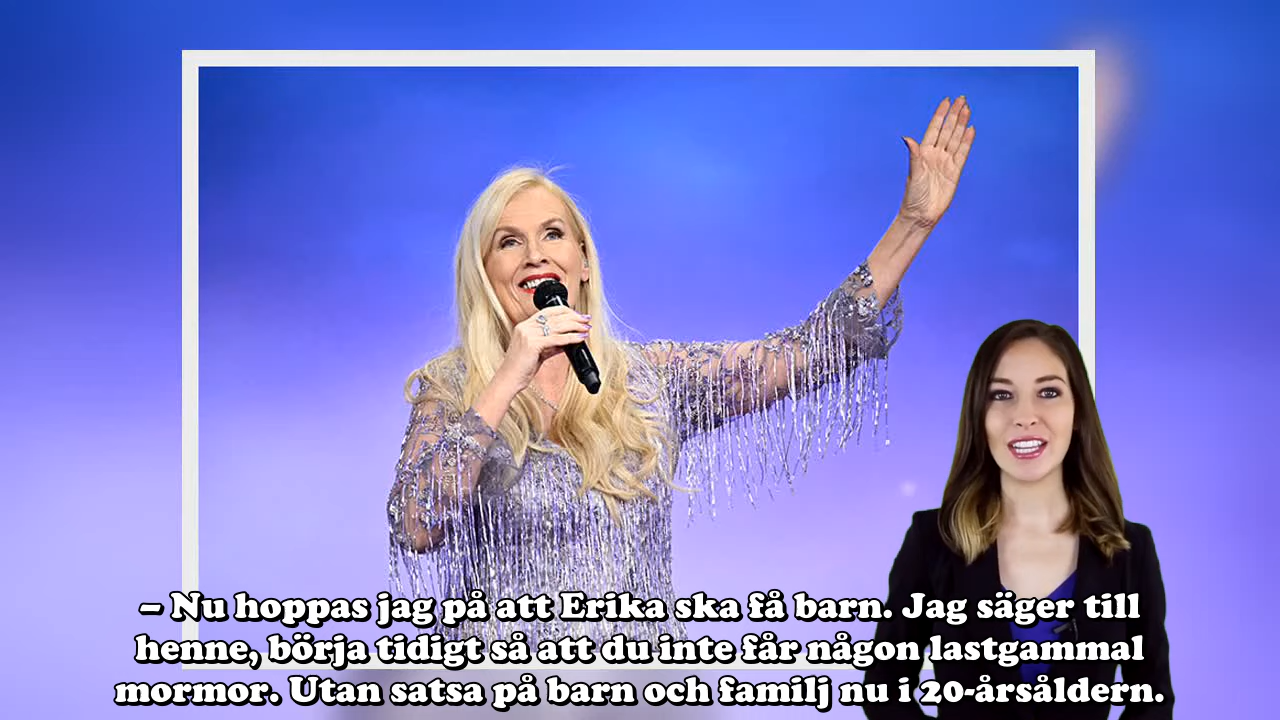 – Nu hoppas jag på att Erika ska få barn. Jag säger till
henne, börja tidigt så att du inte får någon lastgammal
mormor. Utan satsa på barn och familj nu i 20-årsåldern.